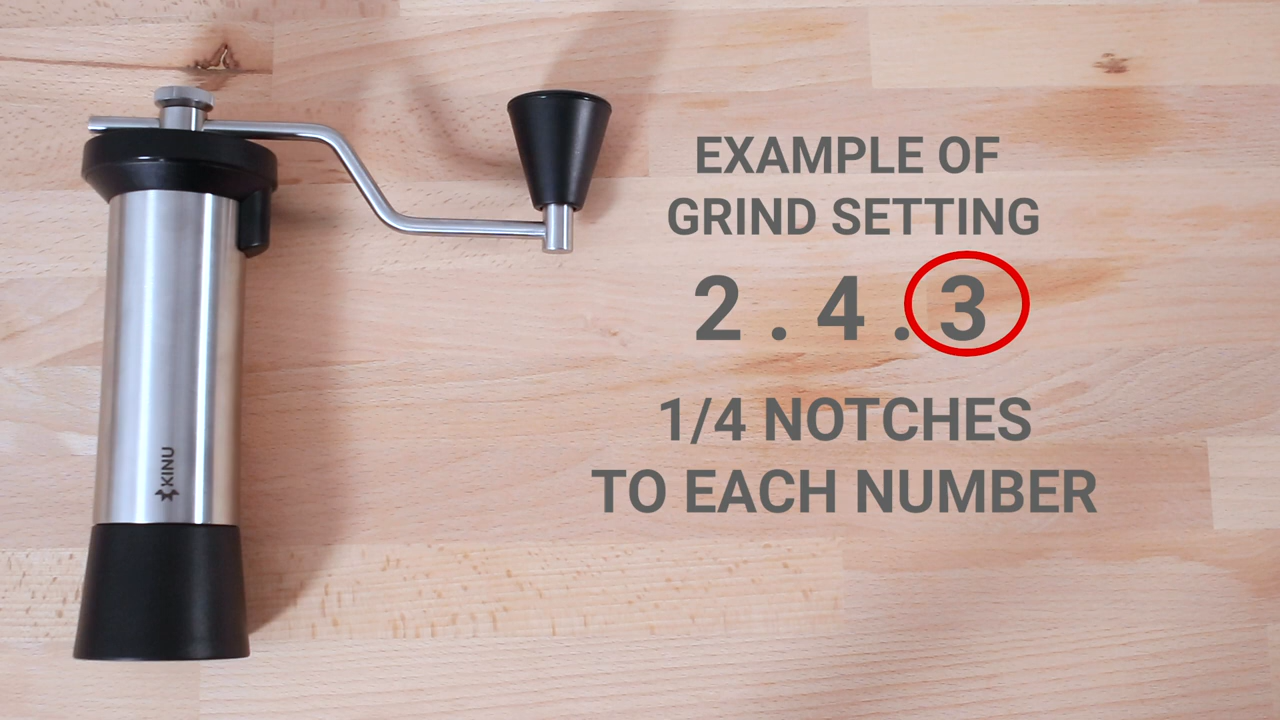 EXAMPLE OF
GRIND SETTING
2 . 4 . 3
1/4 NOTCHES
TO EACH NUMBER
KINU